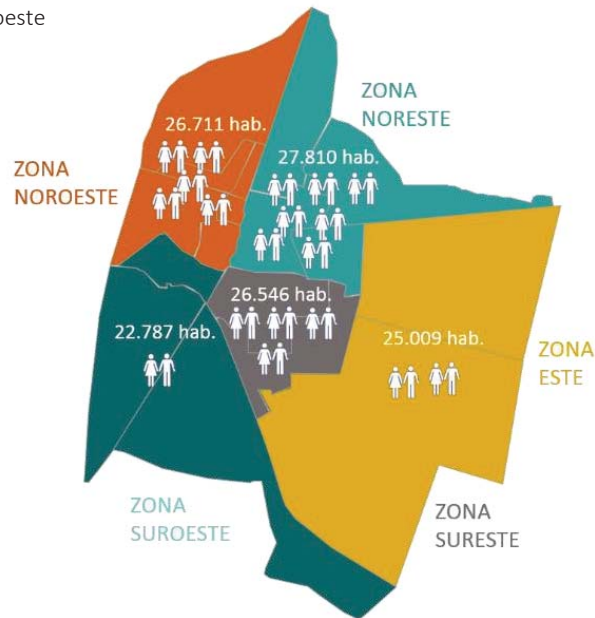 oeste
ZONA
NORESTE
26.711 hab.
27.810 hab.
ZONA
NOROESTE
26.546 hab.
22.787 hab.
25.009 hab.
ZONA
ESTE
ZONA
SUROESTE
ZONA
SURESTE